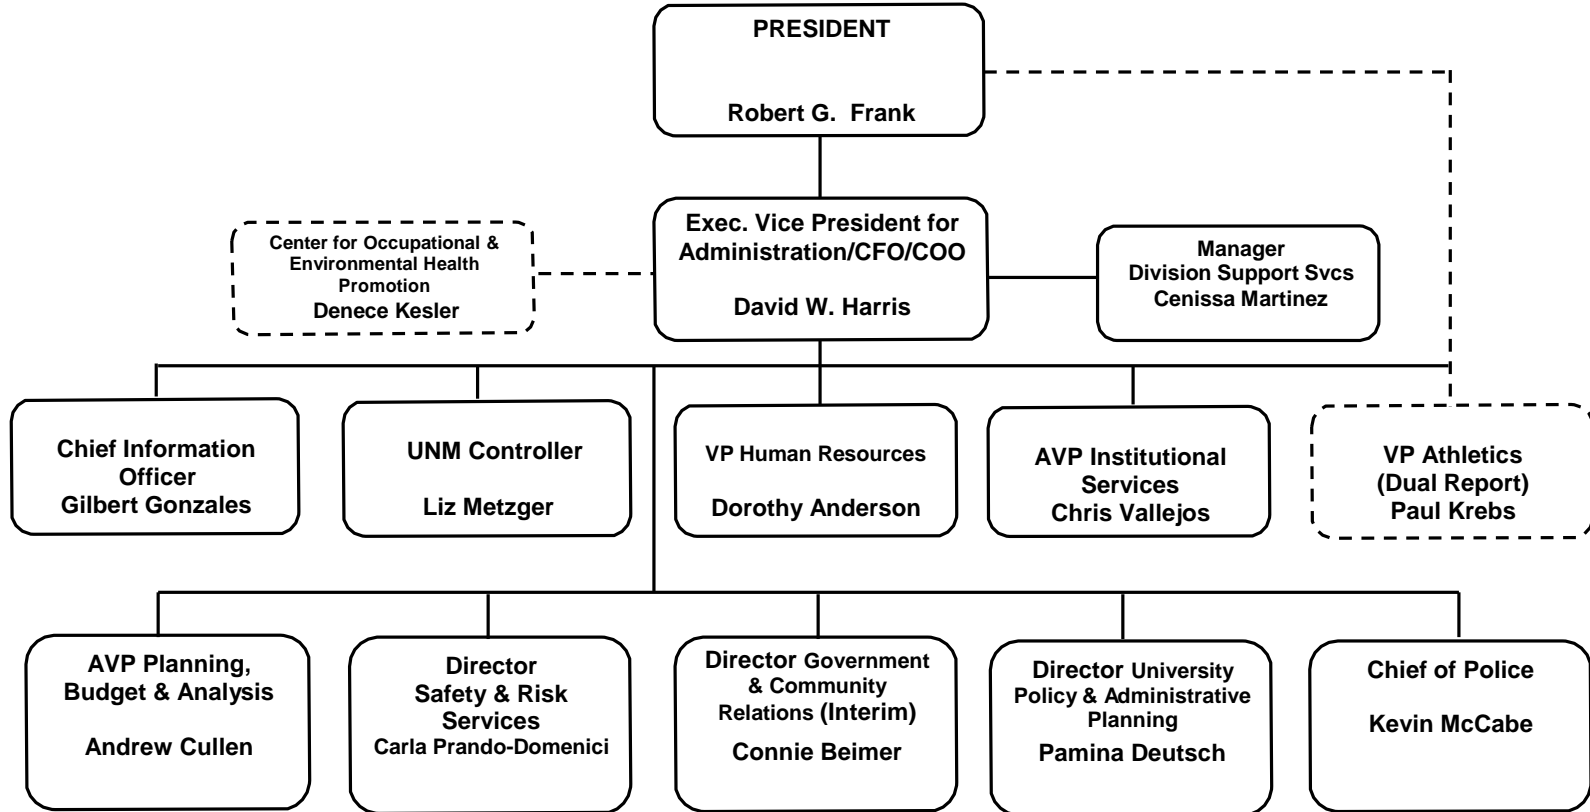 PRESIDENT
Robert G. Frank
Exec. Vice President for
Administration/CFO/COO
David W. Harris
Center for Occupational &
Environmental Health
Promotion
Denece Kesler
Manager
Division Support Svcs
Cenissa Martinez
Chief Information
Officer
Gilbert Gonzales
UNM Controller
Liz Metzger
VP Human Resources
Dorothy Anderson
AVP Institutional
Services
Chris Vallejos
VP Athletics
(Dual Report)
Paul Krebs
AVP Planning,
Budget & Analysis
Andrew Cullen
Director
Safety & Risk
Services
Carla Prando-Domenici
Director Government
& Community
Relations (Interim)
Connie Beimer
Director University
Policy & Administrative
Planning
Pamina Deutsch
Chief of Police
Kevin McCabe